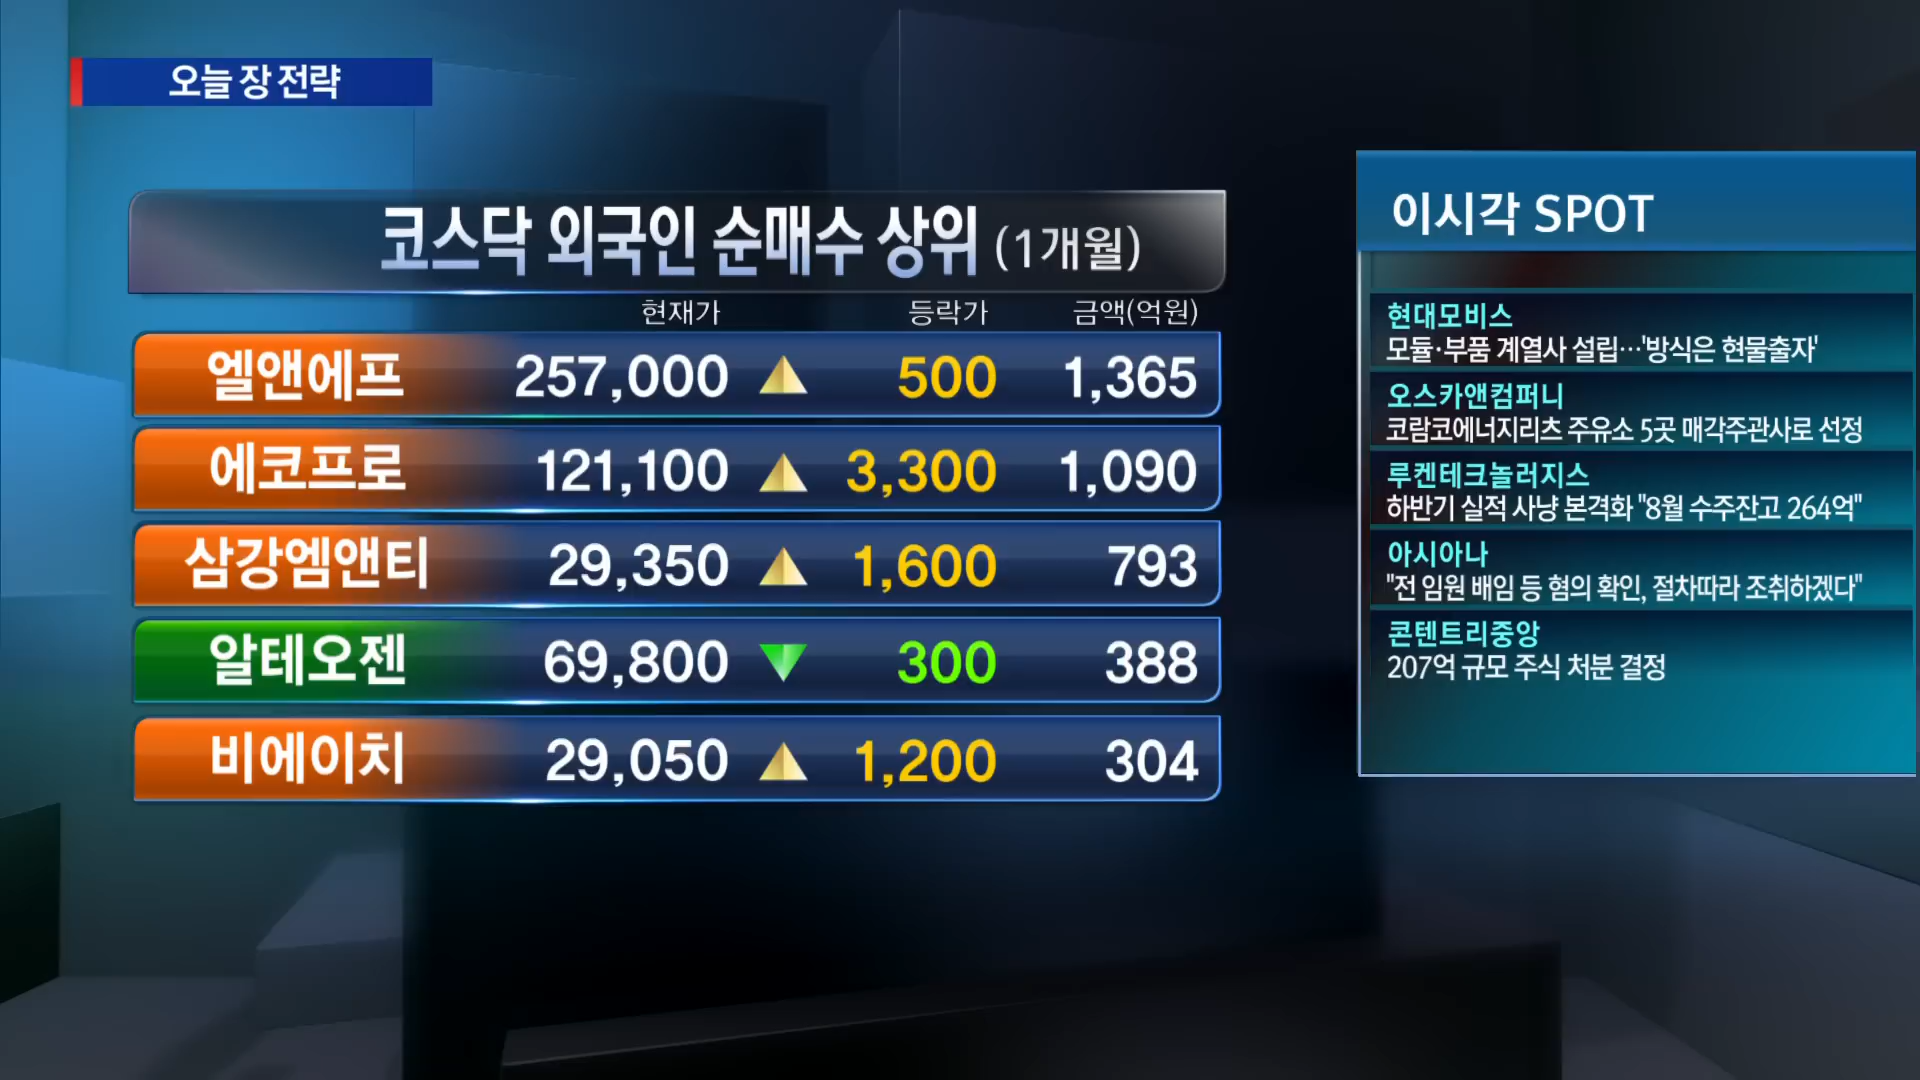 오늘 장 전략
코스닥 외국인 순매수 상위 (1개월)
현재가 등락가 금액(억원)
엘앤에프 257,000 ▲ 500 1,365
에코프로 121,100 ▲ 3,300 1,090
삼강엠앤티 29,350 ▲ 1,600 793
알테오젠 69,800 ▼ 300 388
비에이치 29,050 ▲ 1,200 304
이시각 SPOT
현대모비스
모듈·부품 계열사 설립…'방식은 현물출자'
오스카앤컴퍼니
코람코에너지리츠 주유소 5곳 매각주관사로 선정
루켄테크놀러지스
하반기 실적 사냥 본격화 "8월 수주잔고 264억"
아시아나
"전 임원 배임 등 혐의 확인, 절차따라 조취하겠다"
콘텐트리중앙
207억 규모 주식 처분 결정